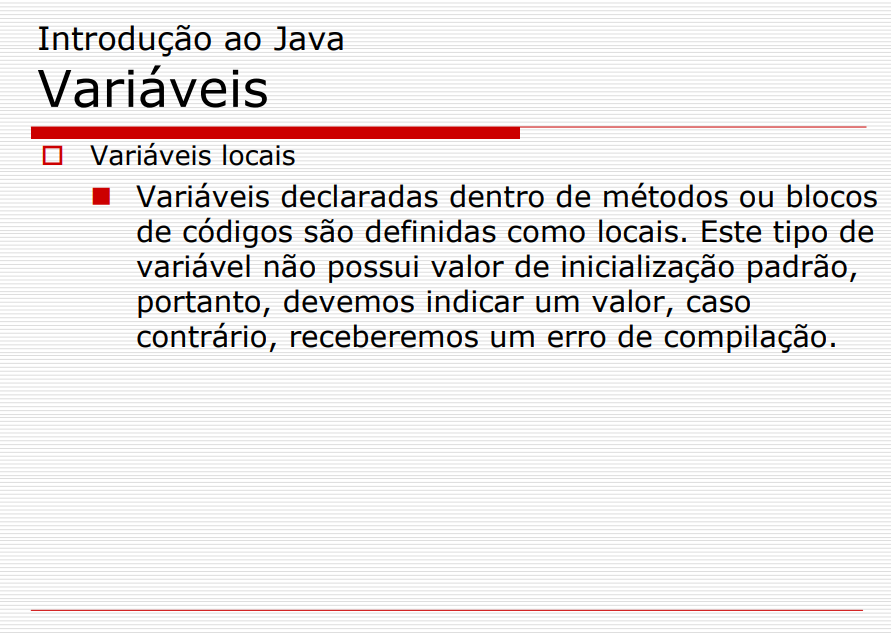 Introdução ao Java
Variáveis
Variáveis locais
Variáveis declaradas dentro de métodos ou blocos
de códigos são definidas como locais. Este tipo de
variável não possui valor de inicialização padrão,
portanto, devemos indicar um valor, caso
contrário, receberemos um erro de compilação.